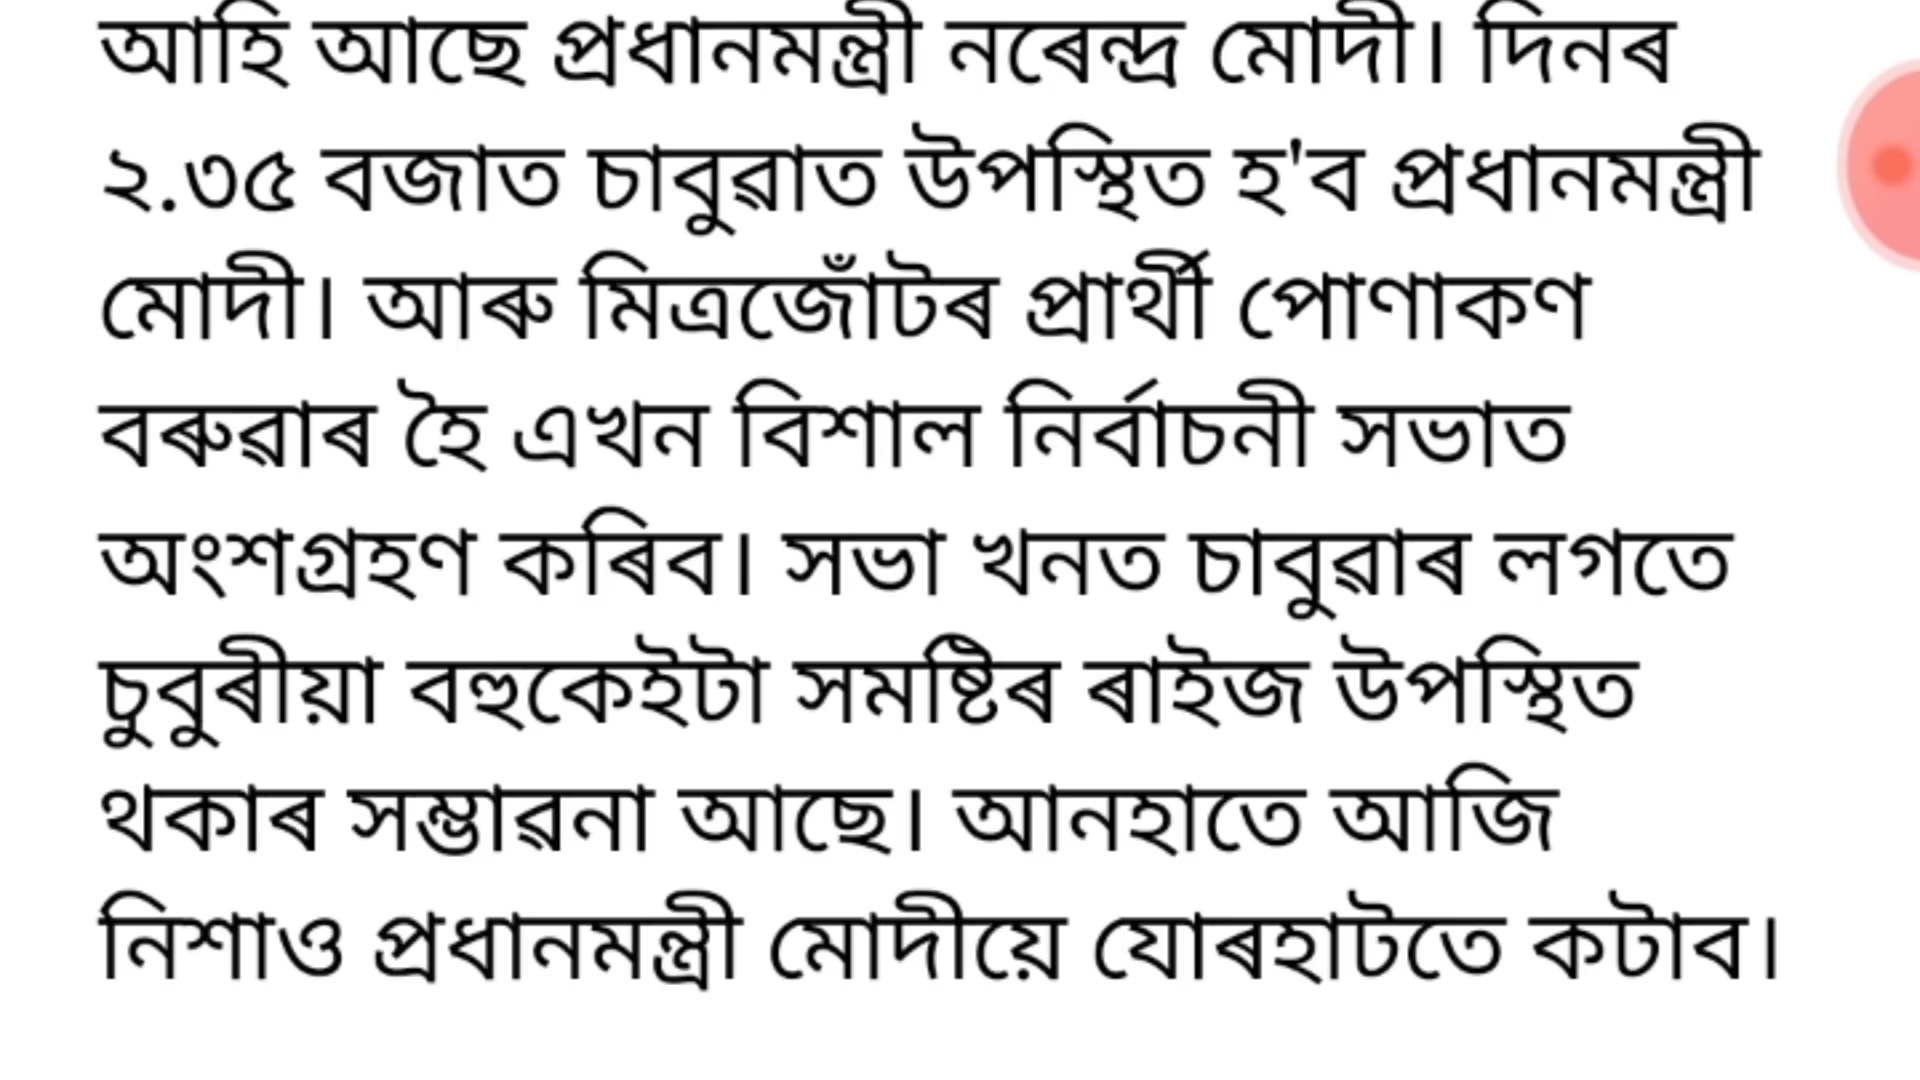 আহি আছে প্ৰধানমন্ত্ৰী নৰেন্দ্ৰ মোদী। দিনৰ
২.৩৫ বজাত চাবুৱাত উপস্থিত হ'ব প্ৰধানমন্ত্ৰী
মোদী। আৰু মিত্ৰজোঁটৰ প্ৰাৰ্থী পোণাকণ
বৰুৱাৰ হৈ এখন বিশাল নিৰ্বাচনী সভাত
অংশগ্ৰহণ কৰিব। সভা খনত চাবুৱাৰ লগতে
চুবুৰীয়া বহুকেইটা সমষ্টিৰ ৰাইজ উপস্থিত
থকাৰ সম্ভাৱনা আছে। আনহাতে আজি
নিশাও প্ৰধানমন্ত্ৰী মোদীয়ে যোৰহাটতে কটাব।